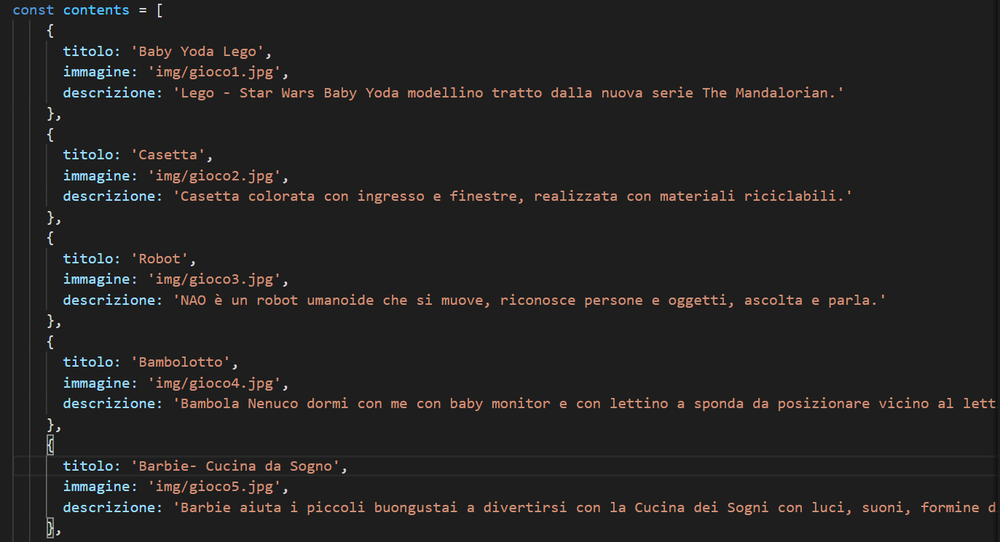 const contents = [
{
titolo: 'Baby Yoda Lego',
immagine: 'img/gioco1.jpg',
descrizione: 'Lego - Star Wars Baby Yoda modellino tratto dalla nuova serie The Mandalorian.'
},
{
titolo: 'Casetta',
immagine: 'img/gioco2.jpg',
descrizione: 'Casetta colorata con ingresso e finestre, realizzata con materiali riciclabili.'
},
{
titolo: 'Robot',
immagine: 'img/gioco3.jpg',
descrizione: 'NAO è un robot umanoide che si muove, riconosce persone e oggetti, ascolta e parla.'
},
{
titolo: 'Bambolotto',
immagine: 'img/gioco4.jpg',
descrizione: 'Bambola Nenuco dormi con me con baby monitor e con lettino a sponda da posizionare vicino al lett
},
{
titolo: 'Barbie- Cucina da Sogno',
immagine: 'img/gioco5.jpg',
descrizione: 'Barbie aiuta i piccoli buongustai a divertirsi con la Cucina dei Sogni con luci, suoni, formine d
},